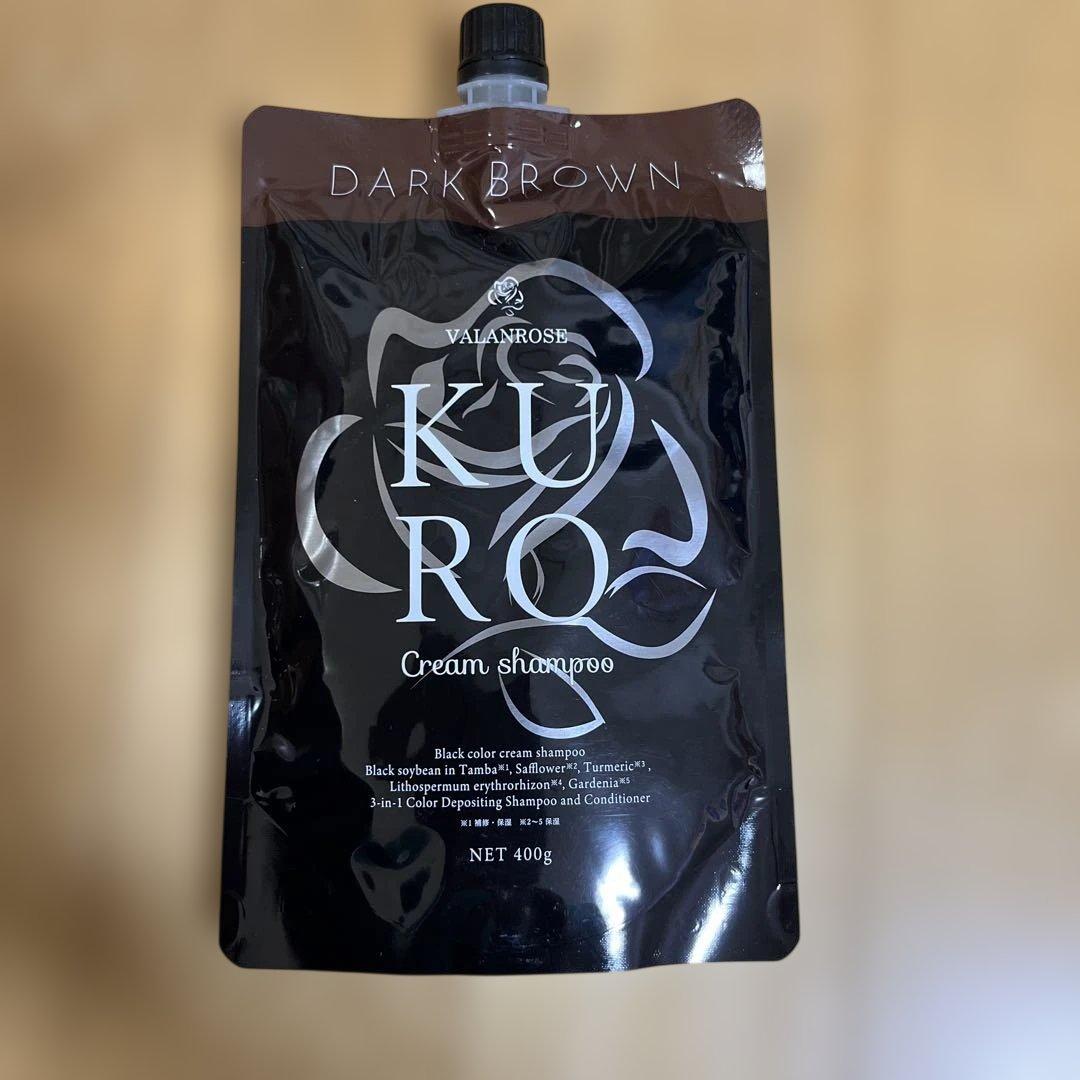 DARK BROWN
VALANROSE
KU
RO
Cream shampoo
Black color cream shampoo
Black soybean in Tamba※1, Safflower※2, Turmeric※3,
Lithospermum erythrorhizon※4, Gardenia※5
3-in-1 Color Depositing Shampoo and Conditioner
※1 補修・保湿 ※2～5 保湿
NET 400g